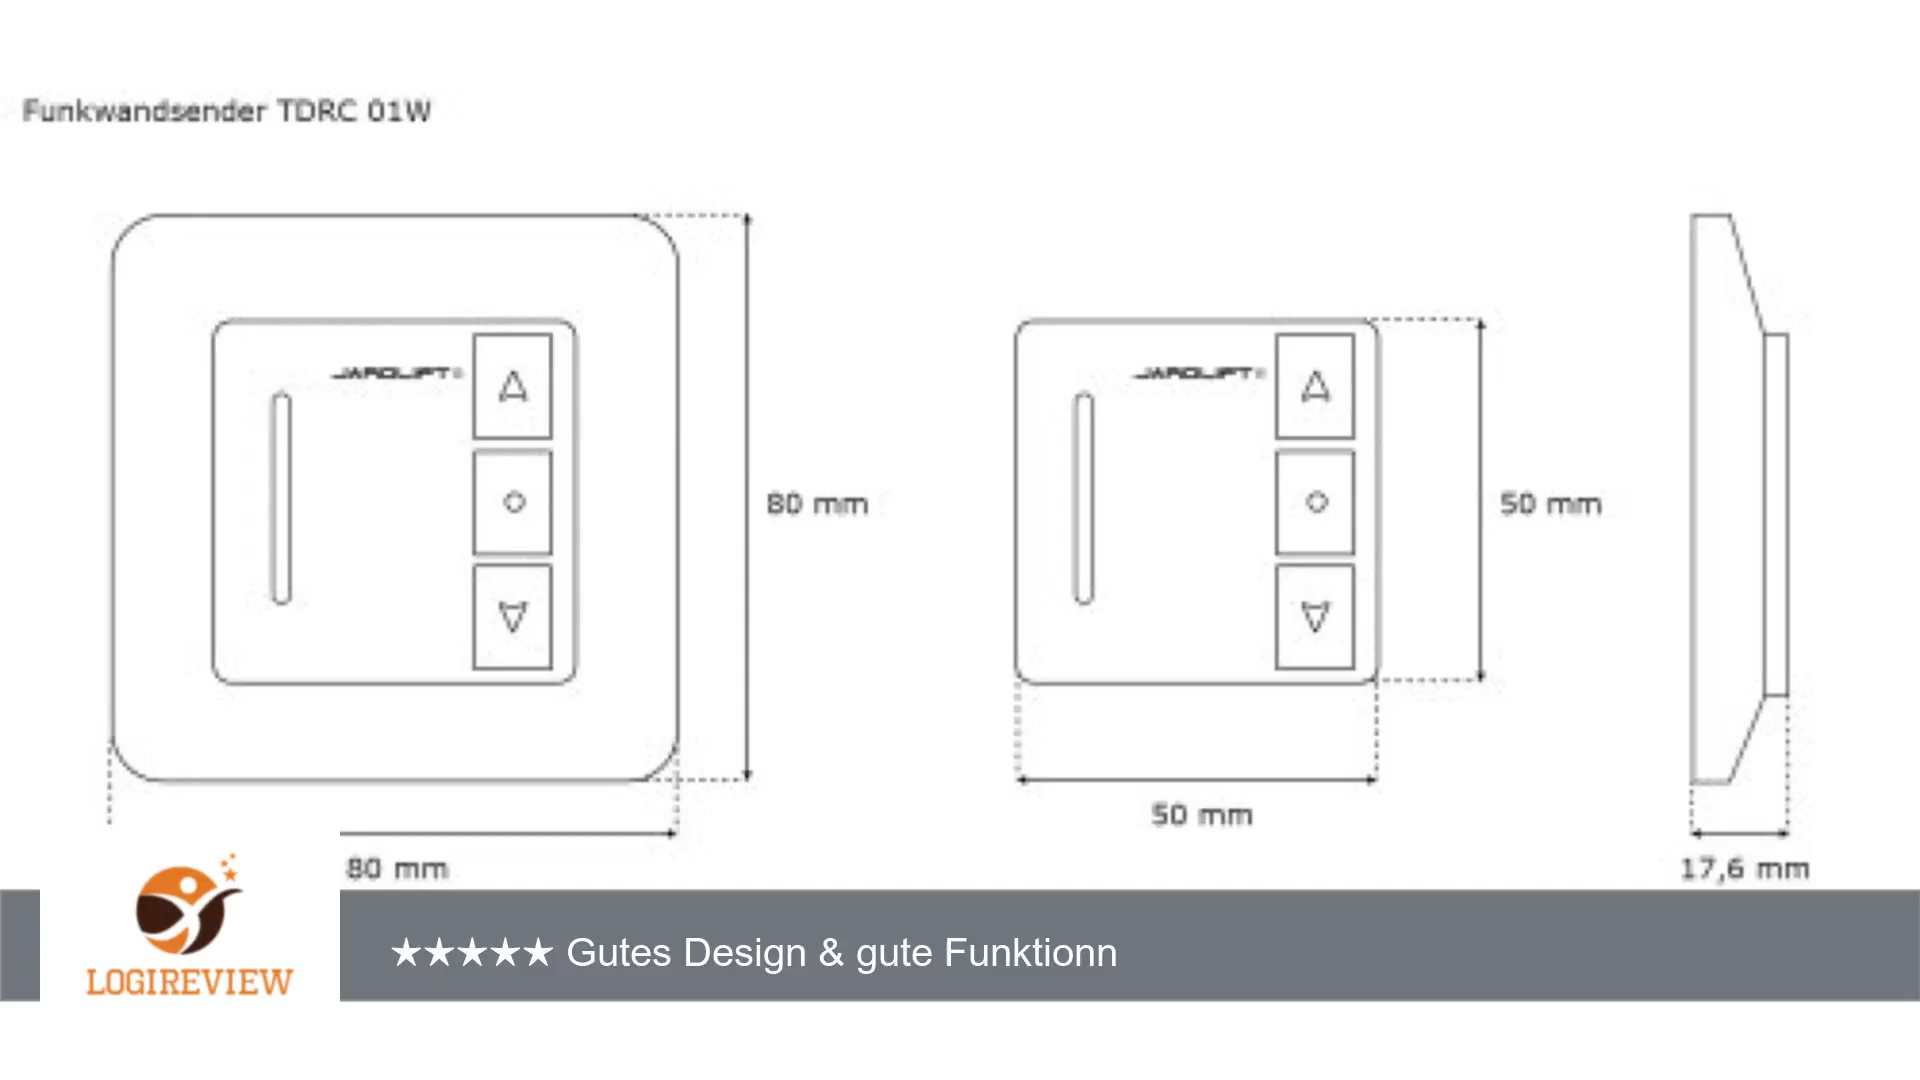 Funkwandsender TDRC 01W
JAROLIFT®
JAROLIFT®
80 mm
50 mm
50 mm
80 mm
17,6 mm
★★★★★ Gutes Design & gute Funktionn
LOGIREVIEW